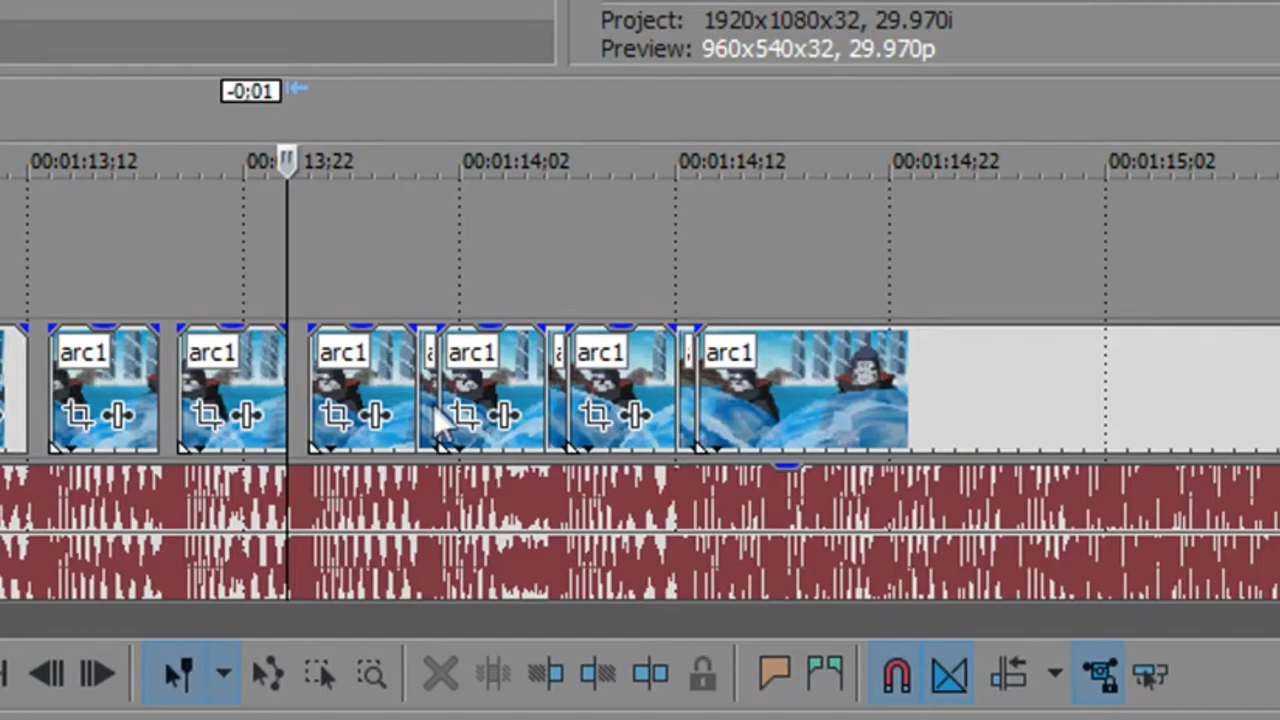 Project: 1920x1080x32, 29.970i
Preview: 960x540x32, 29.970p
-0;01
00:01:13;12 00: 13;22 00:01:14;02 00:01:14;12 00:01:14;22 00:01:15;02
arc1 arc1 arc1 a arc1 a arc1 arc1